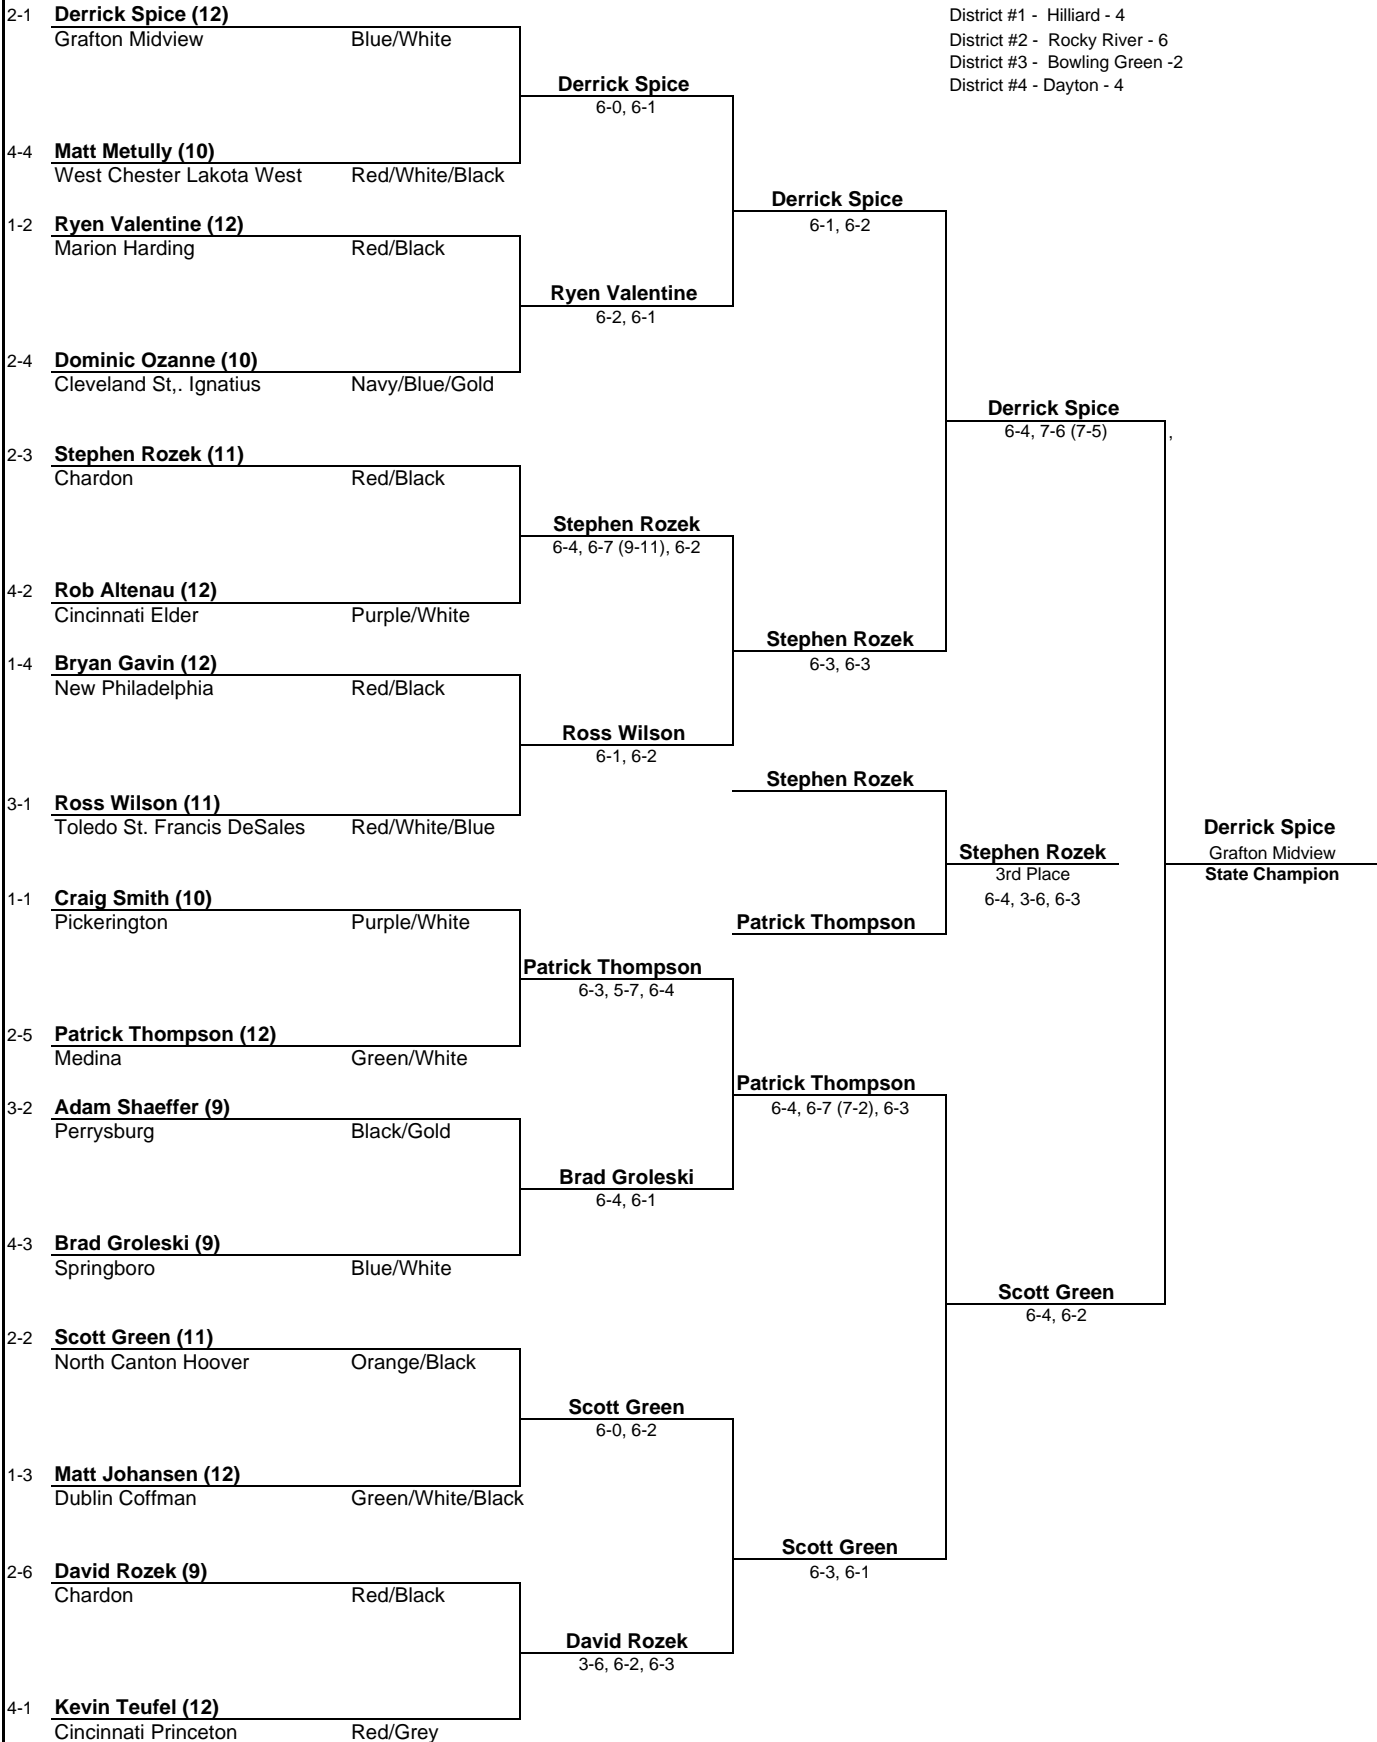 2-1 Derrick Spice (12)
Grafton Midview Blue/White
District #1 - Hilliard - 4
District #2 - Rocky River - 6
District #3 - Bowling Green -2
District #4 - Dayton - 4
Derrick Spice
6-0, 6-1
4-4 Matt Metully (10)
West Chester Lakota West Red/White/Black
Derrick Spice
6-1, 6-2
1-2 Ryen Valentine (12)
Marion Harding Red/Black
Ryen Valentine
6-2, 6-1
2-4 Dominic Ozanne (10)
Cleveland St,. Ignatius Navy/Blue/Gold
Derrick Spice
6-4, 7-6 (7-5) ,
2-3 Stephen Rozek (11)
Chardon Red/Black
Stephen Rozek
6-4, 6-7 (9-11), 6-2
4-2 Rob Altenau (12)
Cincinnati Elder Purple/White
Stephen Rozek
6-3, 6-3
1-4 Bryan Gavin (12)
New Philadelphia Red/Black
Ross Wilson
6-1, 6-2
Stephen Rozek
3-1 Ross Wilson (11)
Toledo St. Francis DeSales Red/White/Blue
Derrick Spice
Grafton Midview
State Champion
Stephen Rozek
3rd Place
6-4, 3-6, 6-3
1-1 Craig Smith (10)
Pickerington Purple/White
Patrick Thompson
Patrick Thompson
6-3, 5-7, 6-4
2-5 Patrick Thompson (12)
Medina Green/White
Patrick Thompson
6-4, 6-7 (7-2), 6-3
3-2 Adam Shaeffer (9)
Perrysburg Black/Gold
Brad Groleski
6-4, 6-1
4-3 Brad Groleski (9)
Springboro Blue/White
Scott Green
6-4, 6-2
2-2 Scott Green (11)
North Canton Hoover Orange/Black
Scott Green
6-0, 6-2
1-3 Matt Johansen (12)
Dublin Coffman Green/White/Black
Scott Green
6-3, 6-1
2-6 David Rozek (9)
Chardon Red/Black
David Rozek
3-6, 6-2, 6-3
4-1 Kevin Teufel (12)
Cincinnati Princeton Red/Grey